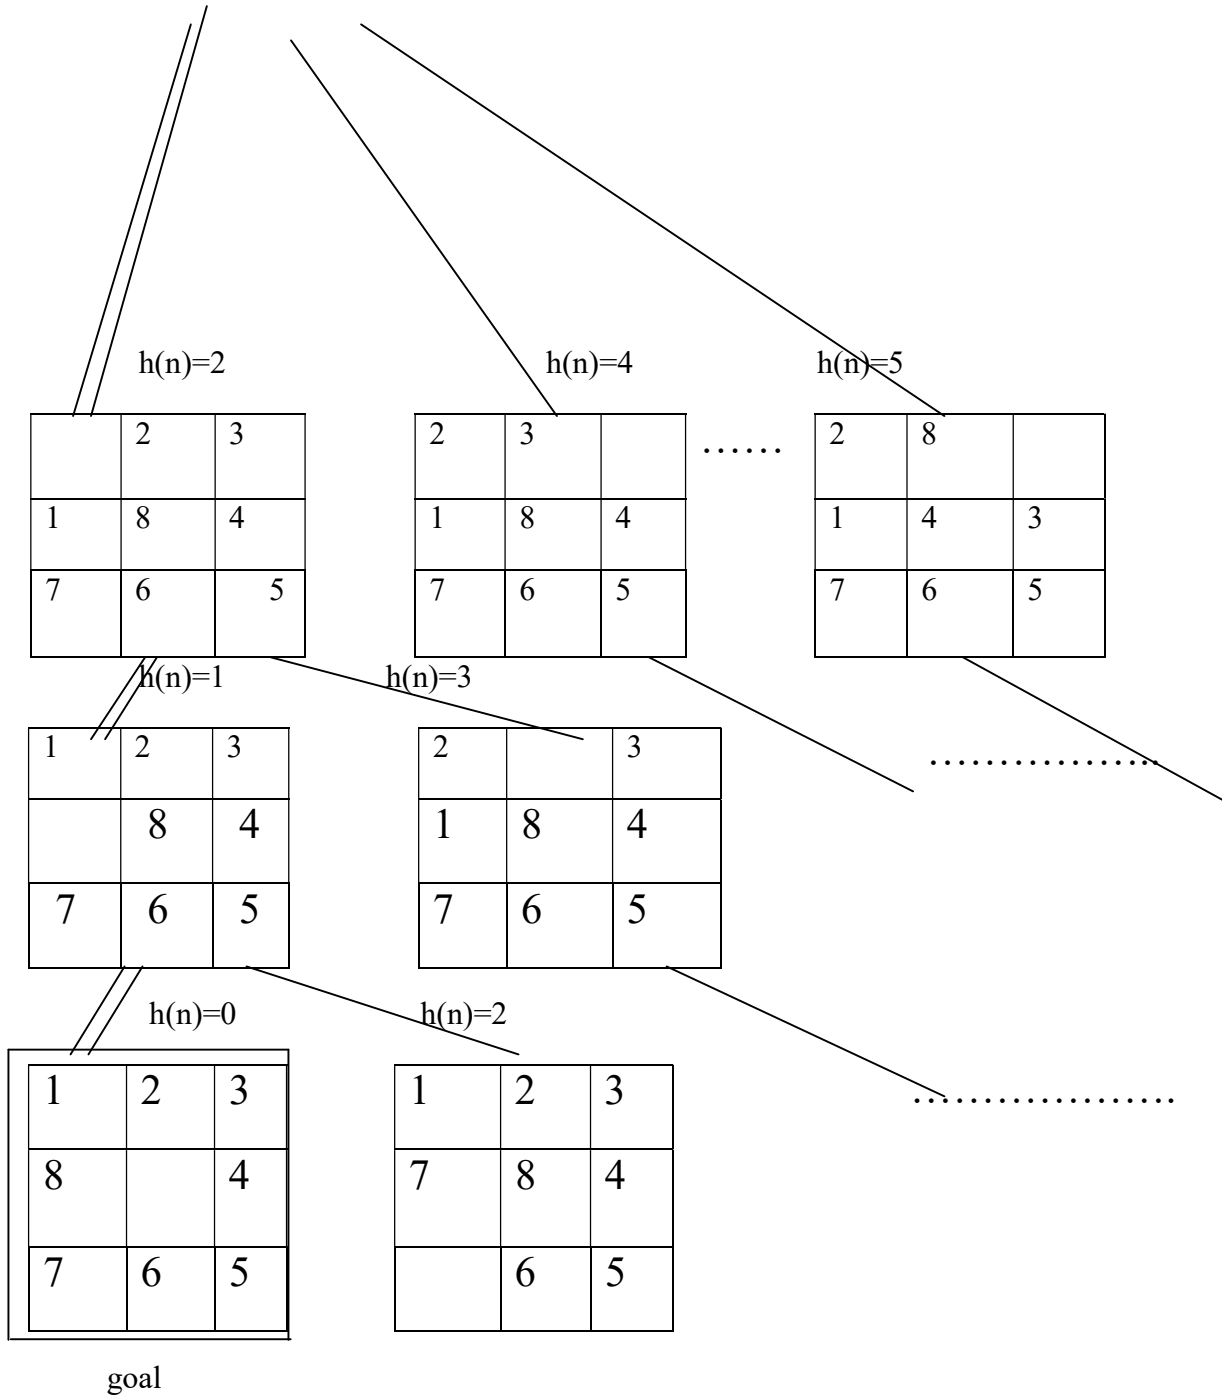 h(n)=2 h(n)=4 h(n)=5
2 3 2 3 2 8
......
1 8 4 1 8 4 1 4 3
7 6 5 7 6 5 7 6 5
h(n)=1 h(n)=3
1 2 3 2 3
.................
8 4 1 8 4
7 6 5 7 6 5
h(n)=0 h(n)=2
1 2 3 1 2 3
...................
8 4 7 8 4
7 6 5 6 5
goal